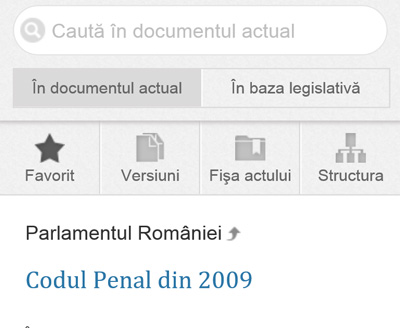 Caută în documentul actual
În documentul actual
În baza legislativă
Favorit
Versiuni
Fişa actului
Structura
Parlamentul României
Codul Penal din 2009